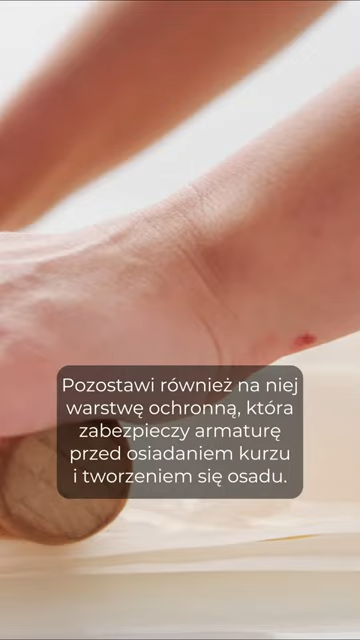 Pozostawi również na niej
warstwę ochronną, która
zabezpieczy armaturę
przed osiadaniem kurzu
i tworzeniem się osadu.